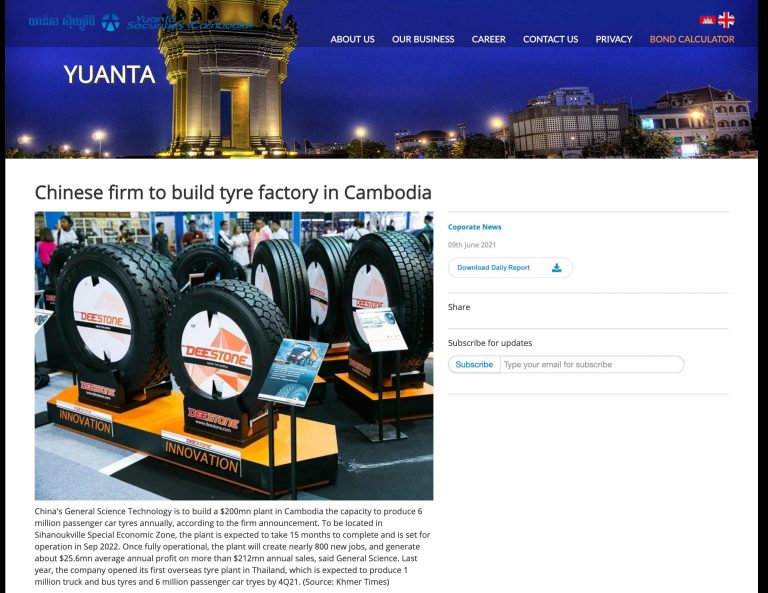 យាន់តា ស៊ីឃ្យួរីធី Yuanta
Securities (Cambodia)
ABOUT US OUR BUSINESS CAREER CONTACT US PRIVACY BOND CALCULATOR
YUANTA
Chinese firm to build tyre factory in Cambodia
Coporate News
09th June 2021
Download Daily Report
Share
Subscribe for updates
Subscribe Type your email for subscribe
DEESTONE
DEESTONE
DEESTONE
www.deestone.com
DEESTONE
www.deestone.com
INNOVATION
INNOVATION
China's General Science Technology is to build a $200mn plant in Cambodia the capacity to produce 6
million passenger car tyres annually, according to the firm announcement. To be located in
Sihanoukville Special Economic Zone, the plant is expected to take 15 months to complete and is set for
operation in Sep 2022. Once fully operational, the plant will create nearly 800 new jobs, and generate
about $25.6mn average annual profit on more than $212mn annual sales, said General Science. Last
year, the company opened its first overseas tyre plant in Thailand, which is expected to produce 1
million truck and bus tyres and 6 million passenger car tryes by 4Q21. (Source: Khmer Times)